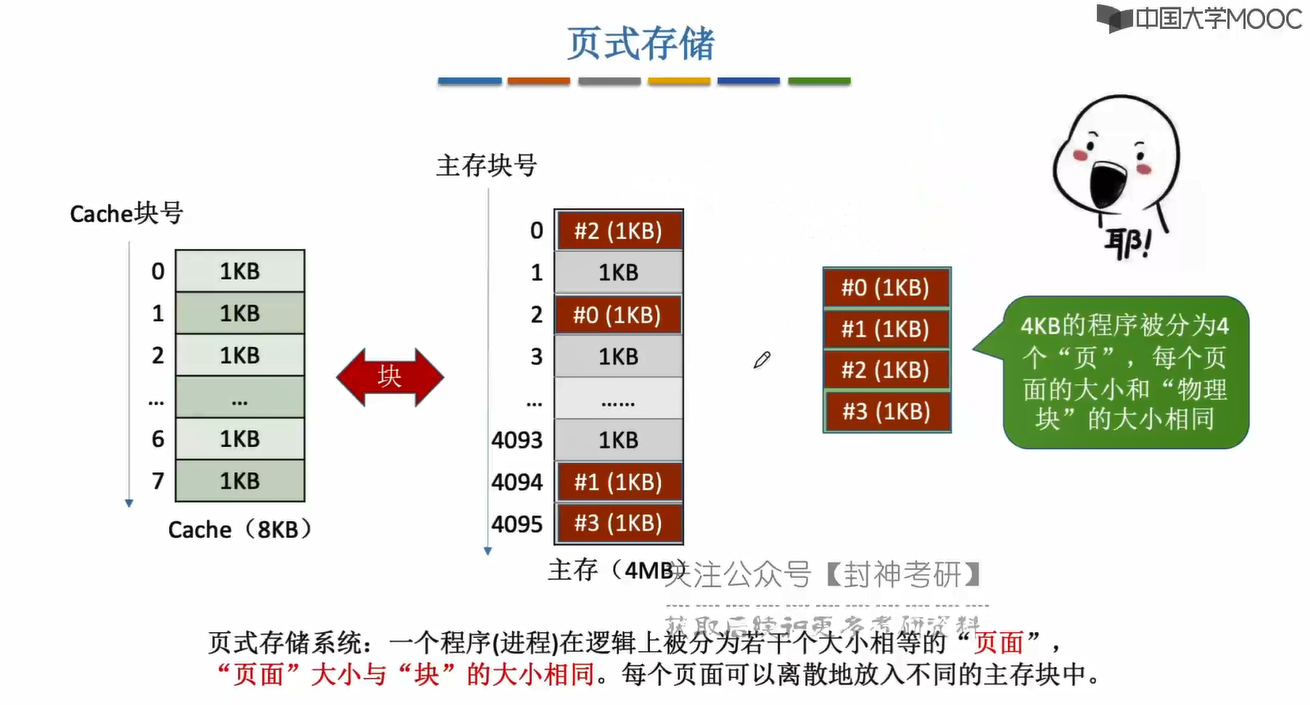 中国大学MOOC
页式存储
主存块号
Cache块号
0 1KB
1 1KB
2 1KB
... ...
6 1KB
7 1KB
Cache（8KB）
块
0 #2 (1KB)
1 1KB
2 #0 (1KB)
3 1KB
... ......
4093 1KB
4094 #1 (1KB)
4095 #3 (1KB)
主存（4MB）
#0 (1KB)
#1 (1KB)
#2 (1KB)
#3 (1KB)
耶!
4KB的程序被分为4
个“页”，每个页
面的大小和“物理
块”的大小相同
关注公众号【封神考研】
获取后续和更多考研资料
页式存储系统：一个程序(进程)在逻辑上被分为若干个大小相等的“页面”，
“页面”大小与“块”的大小相同。每个页面可以离散地放入不同的主存块中。